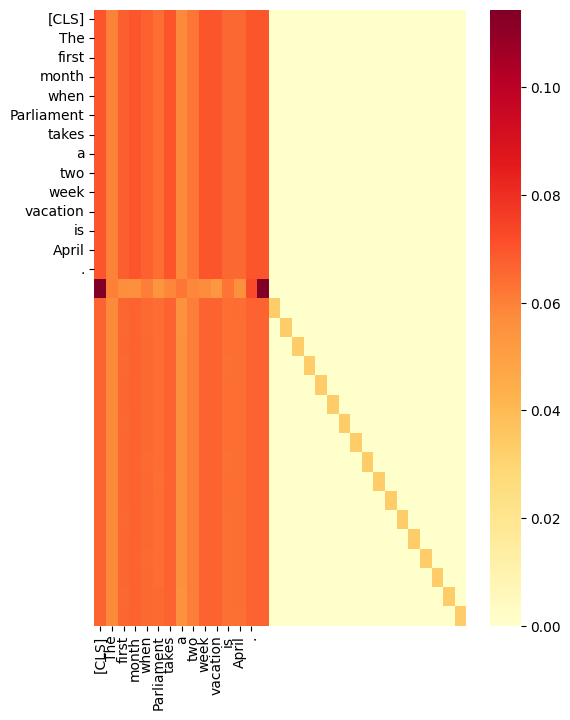 [CLS]
The
first
month
when
Parliament
takes
a
two
week
vacation
is
April
.
0.10
0.08
0.06
0.04
0.02
0.00
[CLS]
The
first
month
when
Parliament
takes
a
two
week
vacation
is
April
.